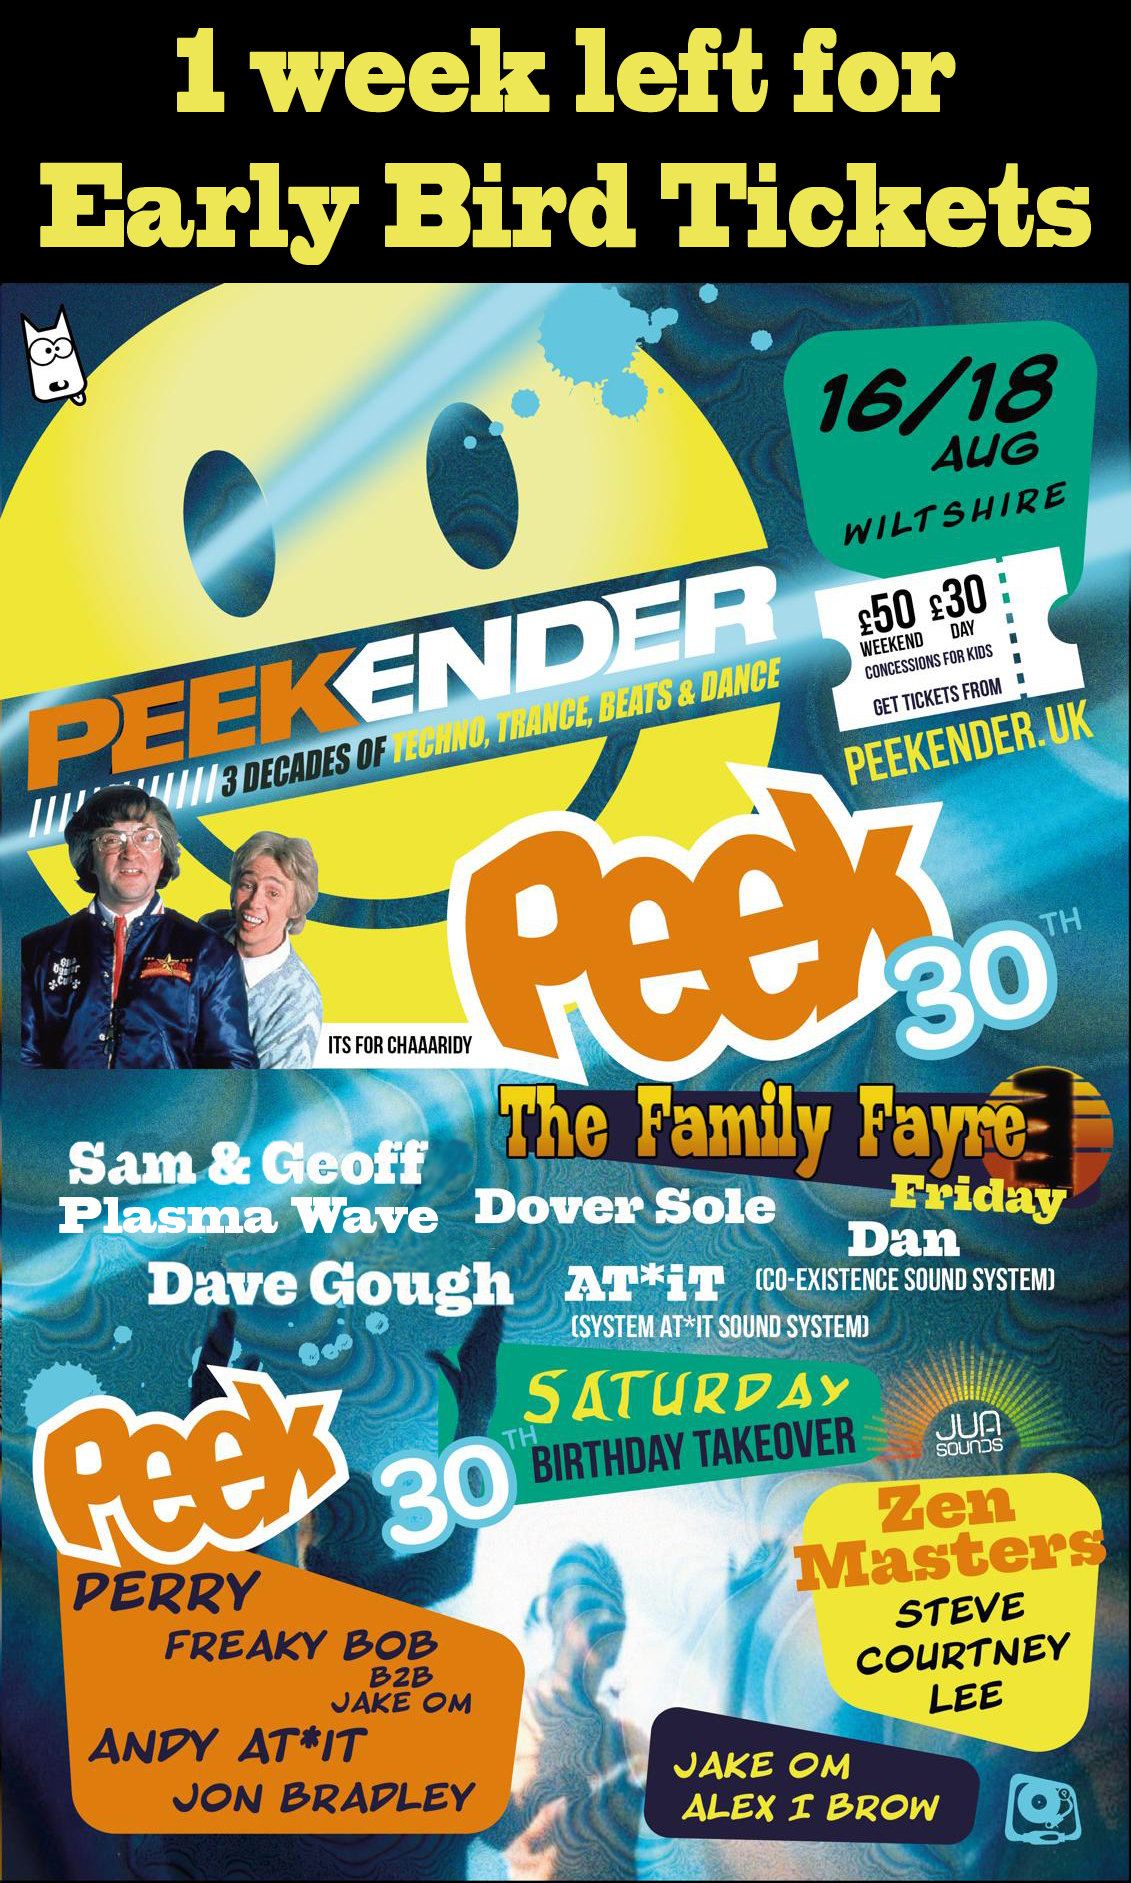 1 week left for
Early Bird Tickets
16/18
AUG
WILTSHIRE
£50 £30
WEEKEND DAY
CONCESSIONS FOR KIDS
GET TICKETS FROM
PEEKENDER.UK
PEEKENDER
3 DECADES OF TECHNO, TRANCE, BEATS & DANCE
Peek
30TH
ITS FOR CHAAARIDY
The Family Fayre
Friday
Sam & Geoff
Plasma Wave
Dover Sole
Dan
(CO-EXISTENCE SOUND SYSTEM)
Dave Gough
AT*iT
(SYSTEM AT*IT SOUND SYSTEM)
Peek
30TH
SATURDAY
BIRTHDAY TAKEOVER
JUA
SOUNDS
PERRY
FREAKY BOB
B2B
JAKE OM
ANDY AT*IT
JON BRADLEY
Zen
Masters
STEVE
COURTNEY
LEE
JAKE OM
ALEX I BROW